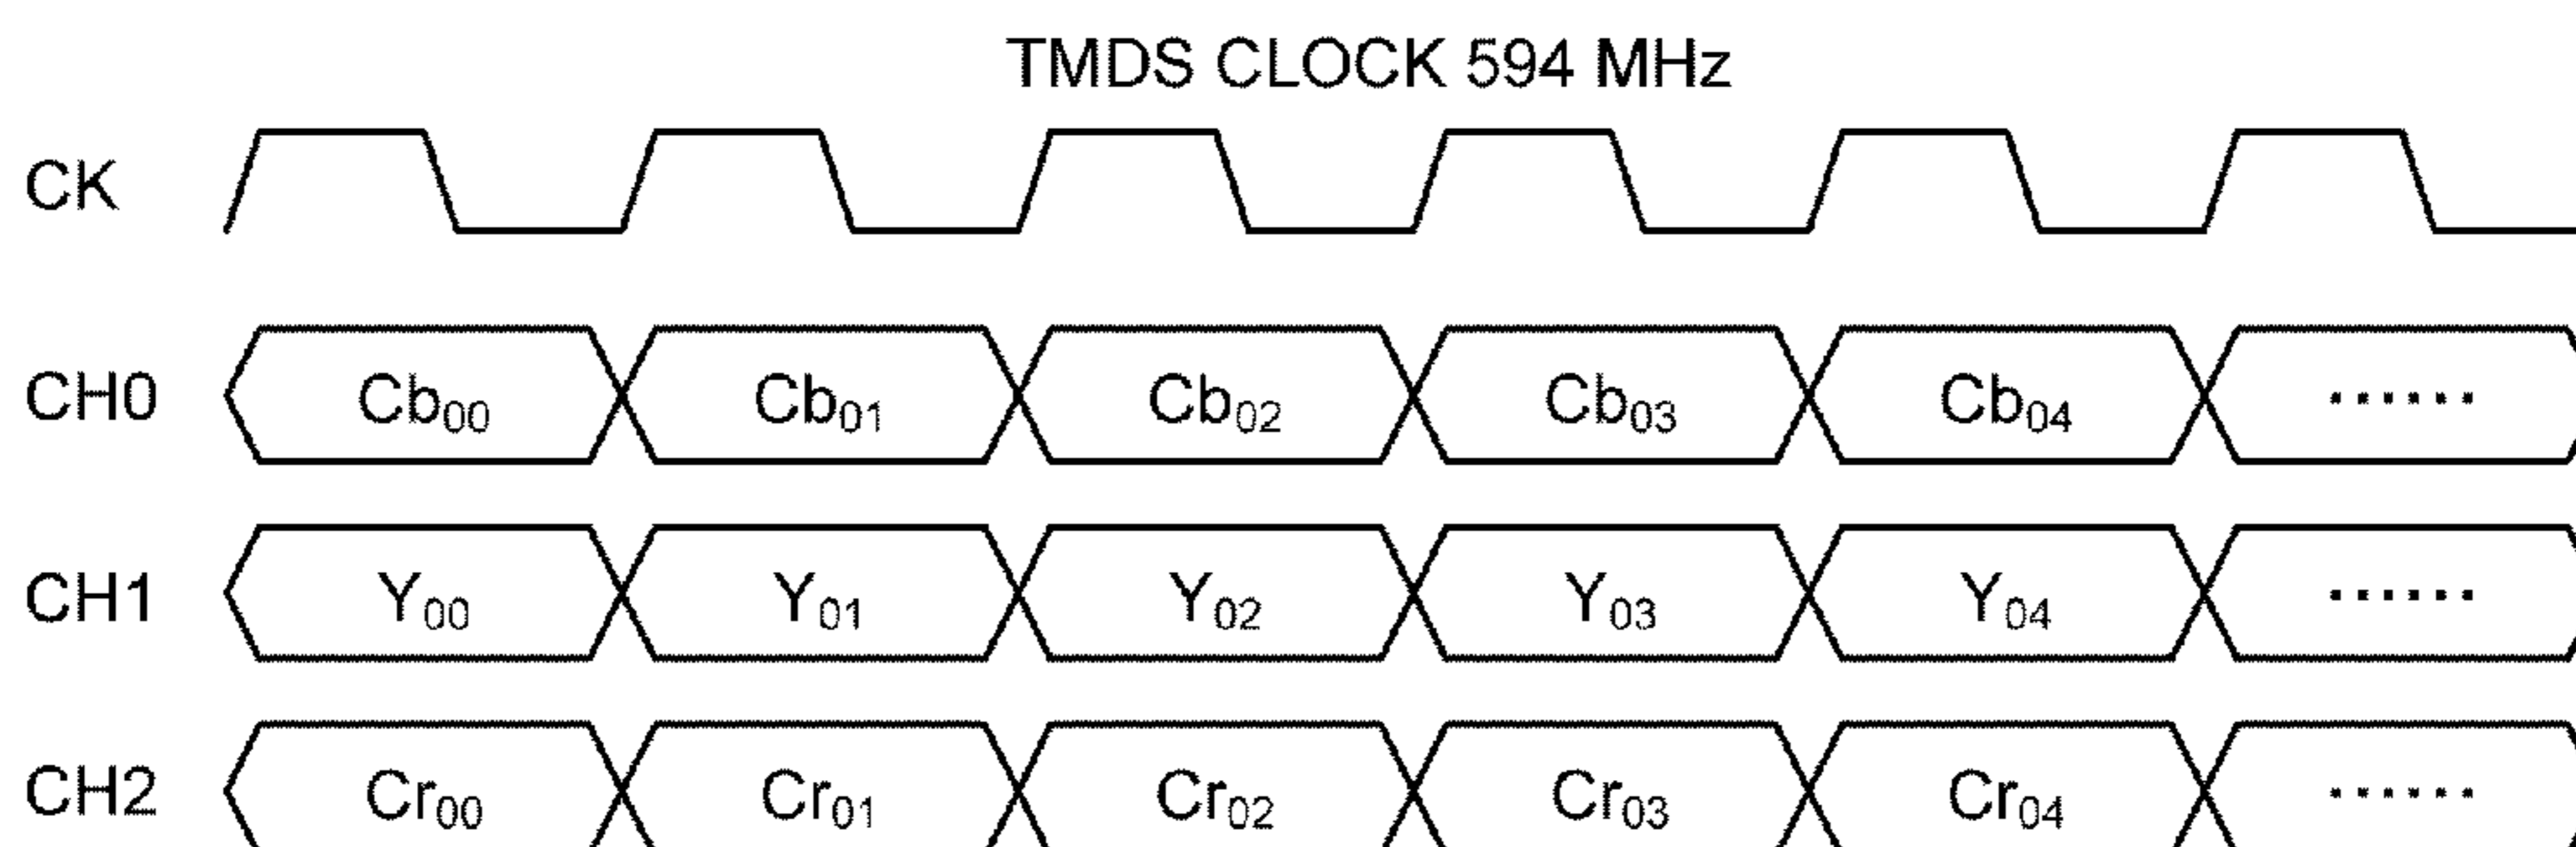 TMDS CLOCK 594 MHz
CK
CH0 Cb00 Cb01 Cb02 Cb03 Cb04 ......
CH1 Y00 Y01 Y02 Y03 Y04 ......
CH2 Cr00 Cr01 Cr02 Cr03 Cr04 ......